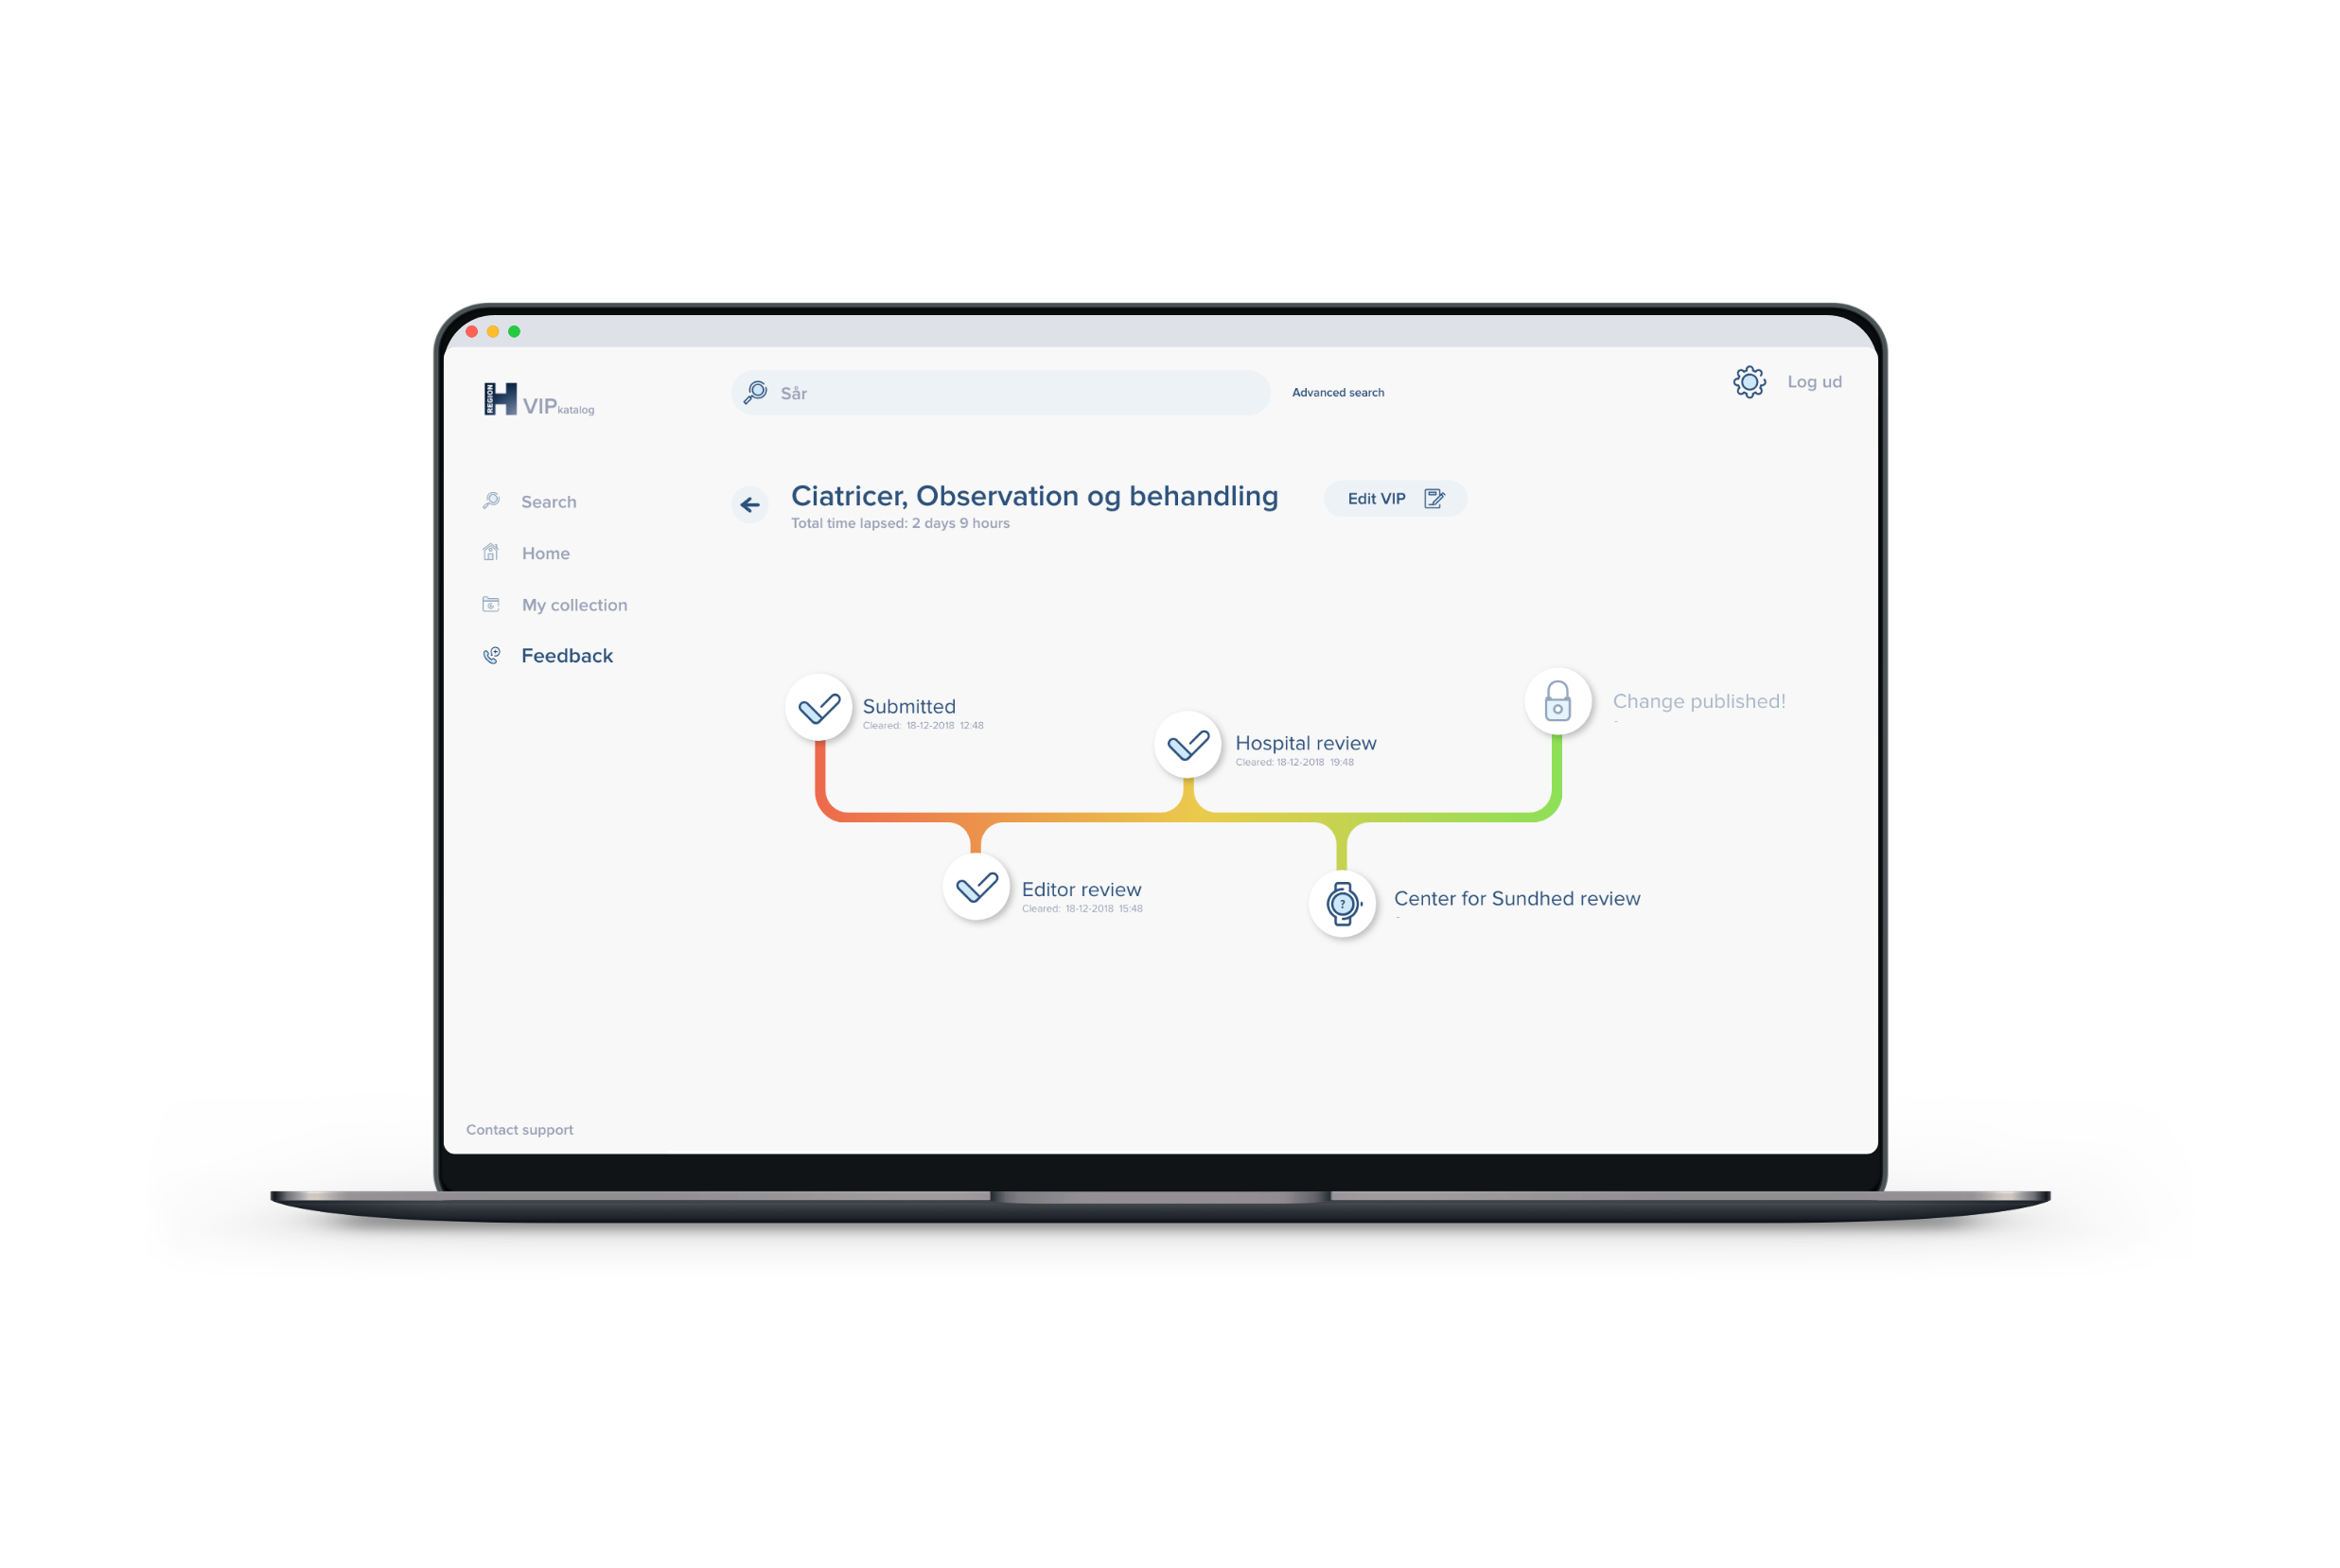 REGION
H VIPkatalog
Sår
Advanced search
Log ud
Search
Home
My collection
Feedback
Ciatricer, Observation og behandling
Total time lapsed: 2 days 9 hours
Edit VIP
Submitted
Cleared: 18-12-2018 12:48
Hospital review
Cleared: 18-12-2018 19:48
Change published!
-
Editor review
Cleared: 18-12-2018 15:48
?
Center for Sundhed review
-
Contact support